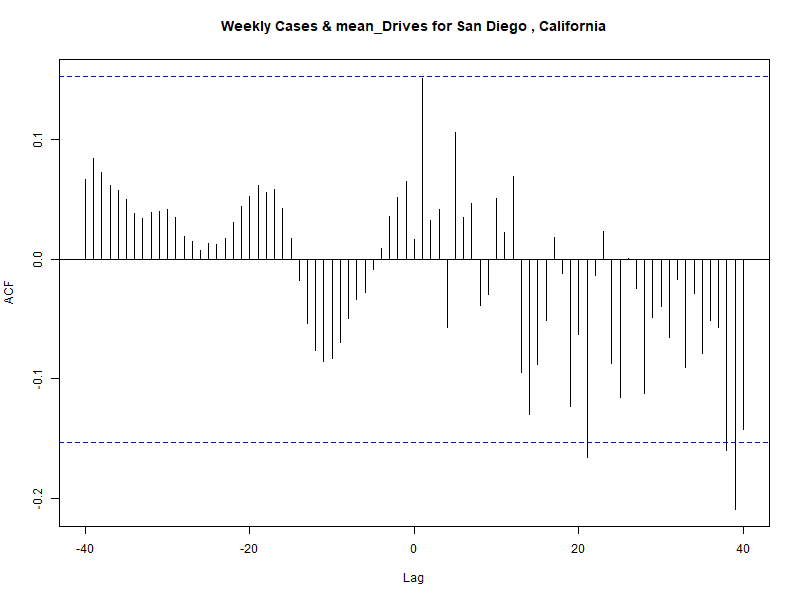 Weekly Cases & mean_Drives for San Diego , California
ACF
0.1
0.0
-0.1
-0.2
-40 -20 0 20 40
Lag